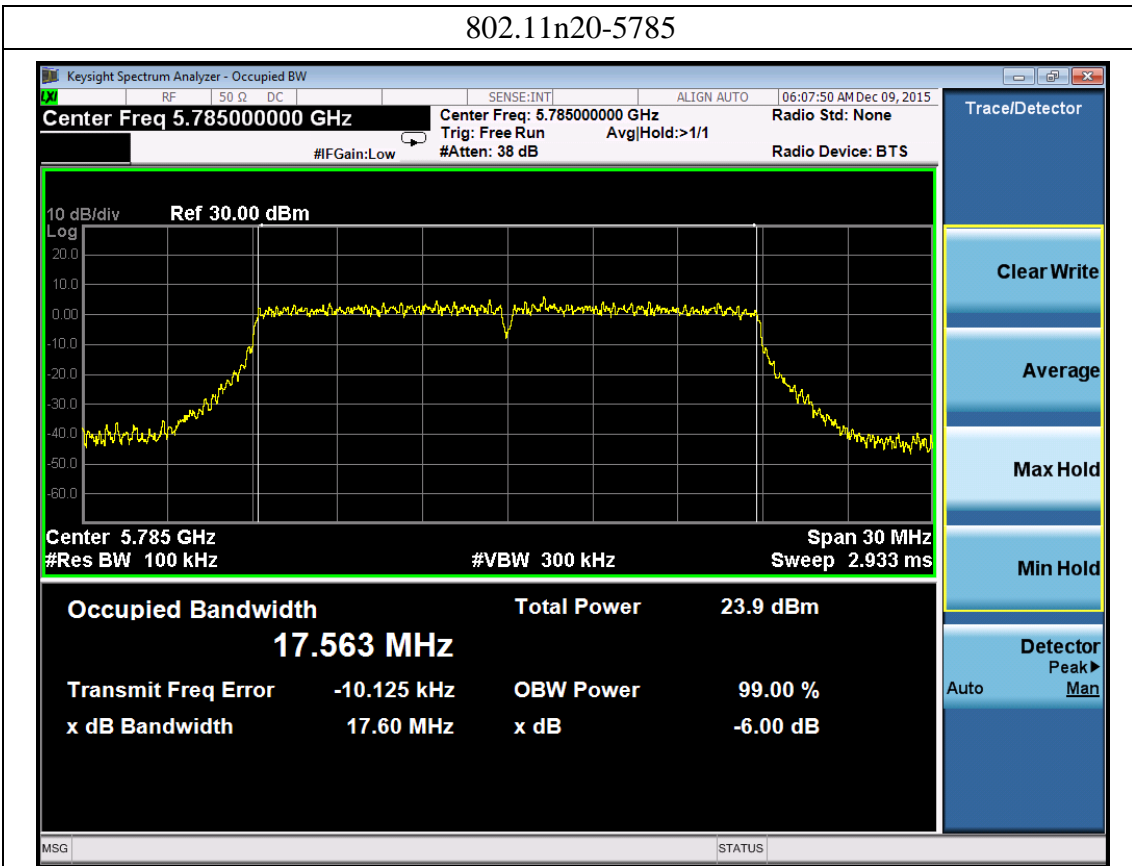 802.11n20-5785
Keysight Spectrum Analyzer - Occupied BW
LXI RF 50 Ω DC SENSE:INT ALIGN AUTO 06:07:50 AM Dec 09, 2015
Center Freq 5.785000000 GHz
Center Freq: 5.785000000 GHz
Radio Std: None
Trig: Free Run Avg|Hold:>1/1
#IFGain:Low
#Atten: 38 dB
Radio Device: BTS
Trace/Detector
10 dB/div Ref 30.00 dBm
Log
20.0
10.0
0.00
-10.0
-20.0
-30.0
-40.0
-50.0
-60.0
Center 5.785 GHz Span 30 MHz
#Res BW 100 kHz #VBW 300 kHz Sweep 2.933 ms
Occupied Bandwidth Total Power 23.9 dBm
17.563 MHz
Transmit Freq Error -10.125 kHz OBW Power 99.00 %
x dB Bandwidth 17.60 MHz x dB -6.00 dB
Clear Write
Average
Max Hold
Min Hold
Detector
Peak▶
Auto Man
MSG STATUS